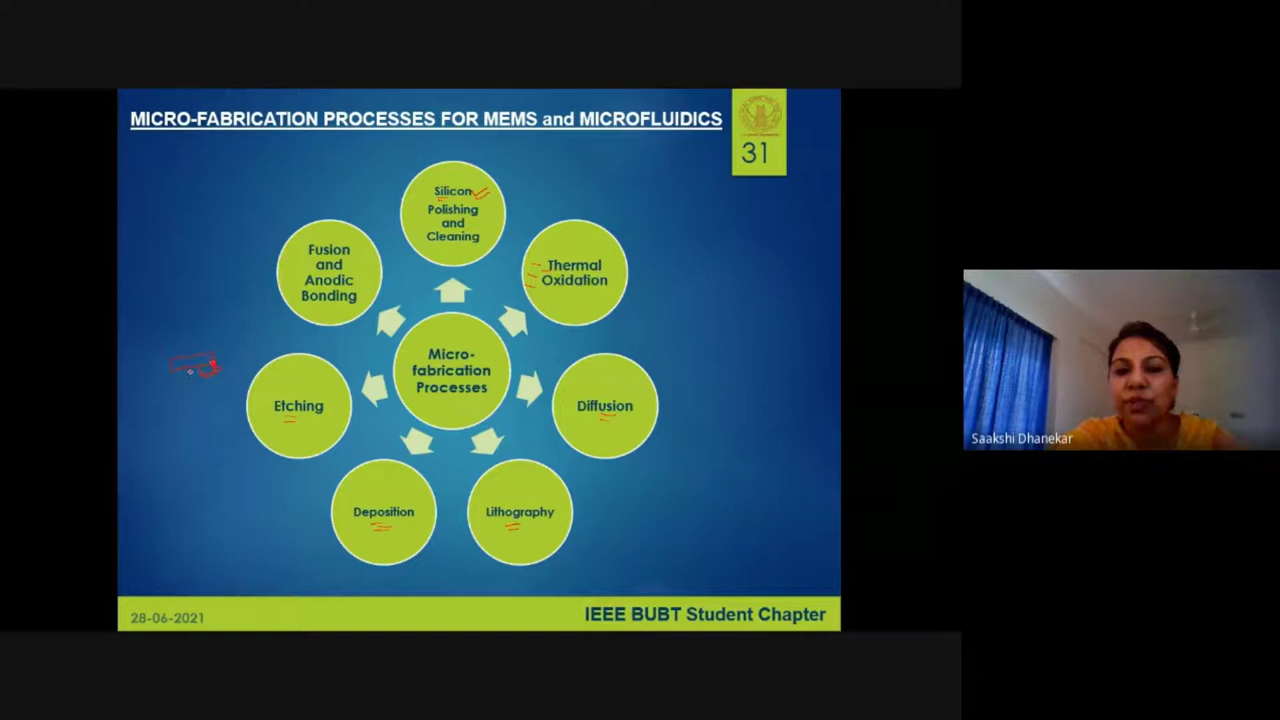 MICRO-FABRICATION PROCESSES FOR MEMS and MICROFLUIDICS
31
Silicon
Polishing
and
Cleaning
Thermal
Oxidation
Diffusion
Lithography
Deposition
Etching
Fusion
and
Anodic
Bonding
Micro-
fabrication
Processes
28-06-2021
IEEE BUBT Student Chapter
Saakshi Dhanekar